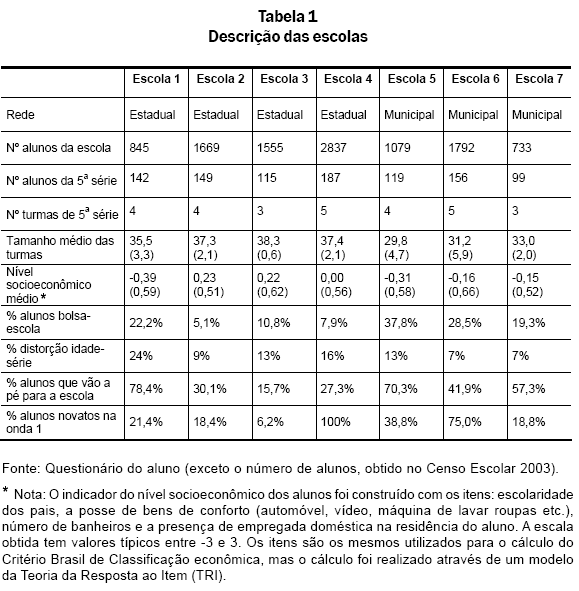 Tabela 1
Descrição das escolas
Escola 1 Escola 2 Escola 3 Escola 4 Escola 5 Escola 6 Escola 7
Rede Estadual Estadual Estadual Estadual Municipal Municipal Municipal
Nº alunos da escola 845 1669 1555 2837 1079 1792 733
Nº alunos da 5ª série 142 149 115 187 119 156 99
Nº turmas de 5ª série 4 4 3 5 4 5 3
Tamanho médio das 35,5 37,3 38,3 37,4 29,8 31,2 33,0
turmas (3,3) (2,1) (0,6) (2,1) (4,7) (5,9) (2,0)
Nível
socioeconômico -0,39 0,23 0,22 0,00 -0,31 -0,16 -0,15
médio* (0,59) (0,51) (0,62) (0,56) (0,58) (0,66) (0,52)
% alunos bolsa-
escola 22,2% 5,1% 10,8% 7,9% 37,8% 28,5% 19,3%
% distorção idade-
série 24% 9% 13% 16% 13% 7% 7%
% alunos que vão a
pé para a escola 78,4% 30,1% 15,7% 27,3% 70,3% 41,9% 57,3%
% alunos novatos na
onda 1 21,4% 18,4% 6,2% 100% 38,8% 75,0% 18,8%
Fonte: Questionário do aluno (exceto o número de alunos, obtido no Censo Escolar 2003).
* Nota: O indicador do nível socioeconômico dos alunos foi construído com os itens: escolaridade
dos pais, a posse de bens de conforto (automóvel, vídeo, máquina de lavar roupas etc.),
número de banheiros e a presença de empregada doméstica na residência do aluno. A escala
obtida tem valores típicos entre -3 e 3. Os itens são os mesmos utilizados para o cálculo do
Critério Brasil de Classificação econômica, mas o cálculo foi realizado através de um modelo
da Teoria da Resposta ao Item (TRI).